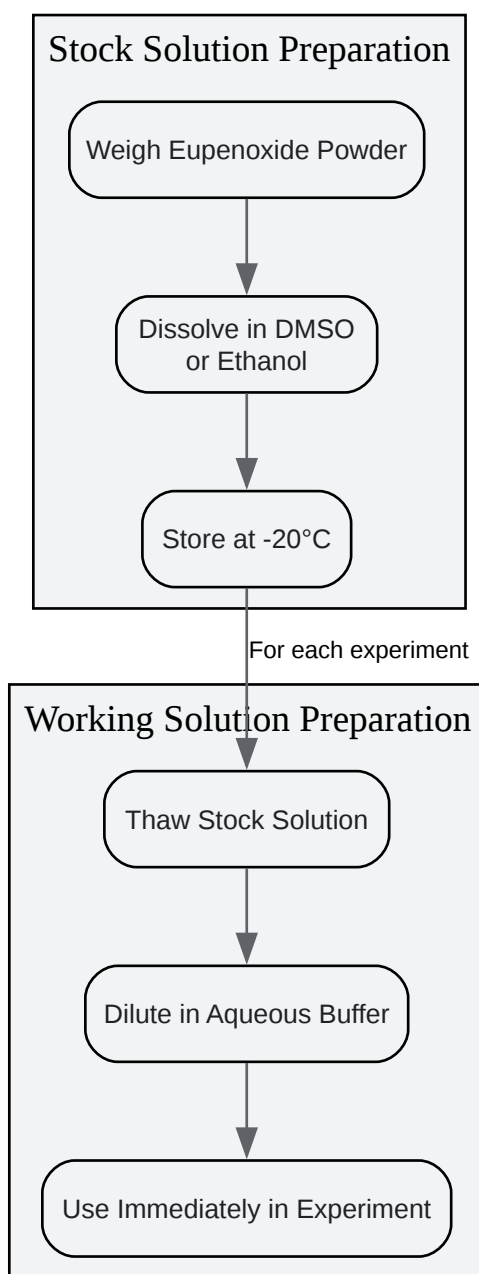 Stock Solution Preparation
Weigh Eupenoxide Powder
Dissolve in DMSO
or Ethanol
Store at -20°C
For each experiment
Working Solution Preparation
Thaw Stock Solution
Dilute in Aqueous Buffer
Use Immediately in Experiment